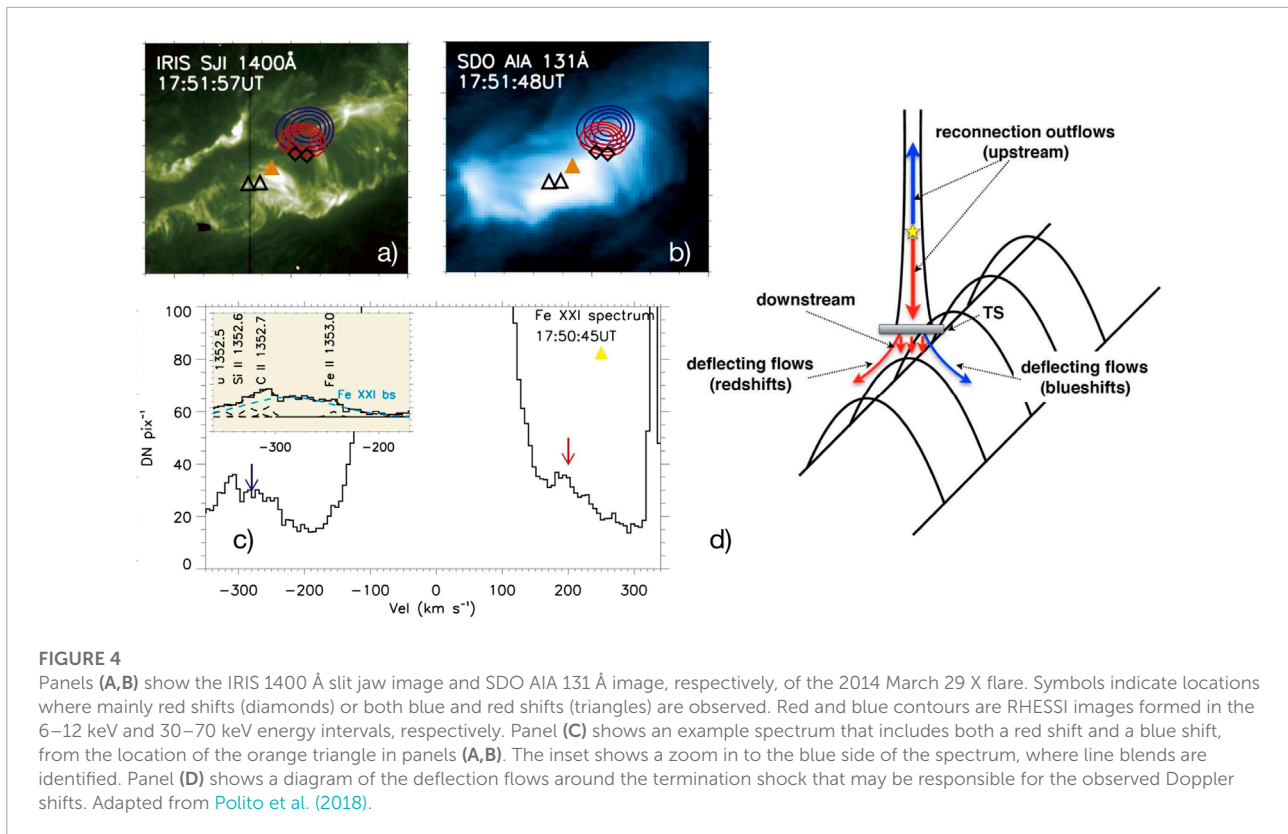 IRIS SJI 1400Å
17:51:57UT
a)
SDO AIA 131Å
17:51:48UT
b)
reconnection outflows
(upstream)
downstream
TS
deflecting flows
(redshifts)
deflecting flows
(blueshifts)
d)
100
80
60
40
20
0
DN pix⁻¹
u 1352.5
Si II 1352.6
C II 1352.7
Fe II 1353.0
Fe XXI bs
−300
−200
Fe XXI spectrum
17:50:45UT
c)
−300
−200
−100
0
100
200
300
Vel (km s⁻¹)
FIGURE 4
Panels (A,B) show the IRIS 1400 Å slit jaw image and SDO AIA 131 Å image, respectively, of the 2014 March 29 X flare. Symbols indicate locations
where mainly red shifts (diamonds) or both blue and red shifts (triangles) are observed. Red and blue contours are RHESSI images formed in the
6–12 keV and 30–70 keV energy intervals, respectively. Panel (C) shows an example spectrum that includes both a red shift and a blue shift,
from the location of the orange triangle in panels (A,B). The inset shows a zoom in to the blue side of the spectrum, where line blends are
identified. Panel (D) shows a diagram of the deflection flows around the termination shock that may be responsible for the observed Doppler
shifts. Adapted from Polito et al. (2018).